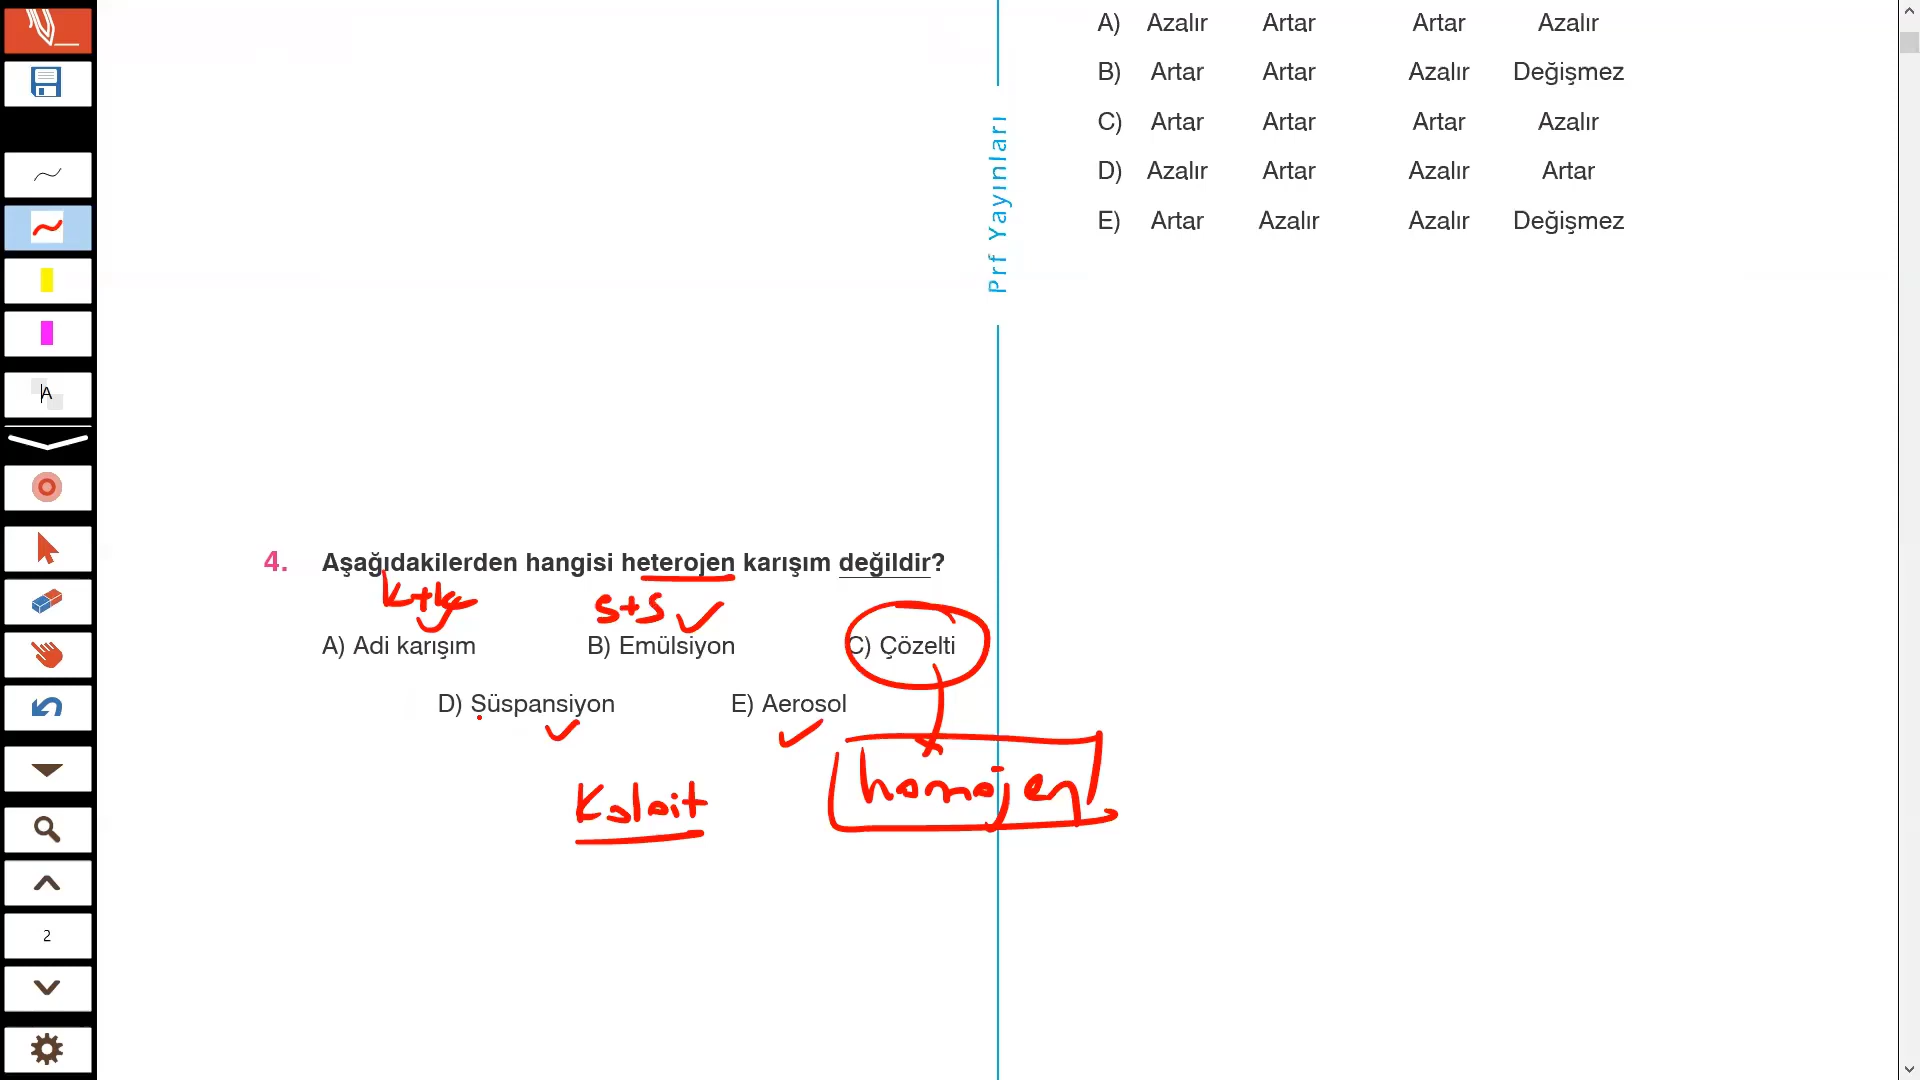 A) Azalır Artar Artar Azalır
B) Artar Artar Azalır Değişmez
C) Artar Artar Artar Azalır
D) Azalır Artar Azalır Artar
E) Artar Azalır Azalır Değişmez
Prf Yayınları
4. Aşağıdakilerden hangisi heterojen karışım değildir?
S+S
A) Adi karışım B) Emülsiyon C) Çözelti
D) Süspansiyon E) Aerosol
homojen
Koloit
A
2